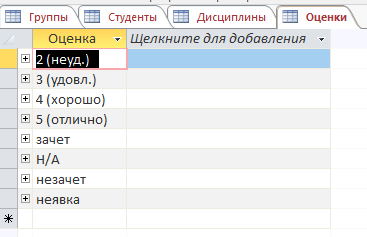 Группы Студенты Дисциплины Оценки
Оценка Щелкните для добавления
2 (неуд.)
3 (удовл.)
4 (хорошо)
5 (отлично)
зачет
Н/А
незачет
неявка